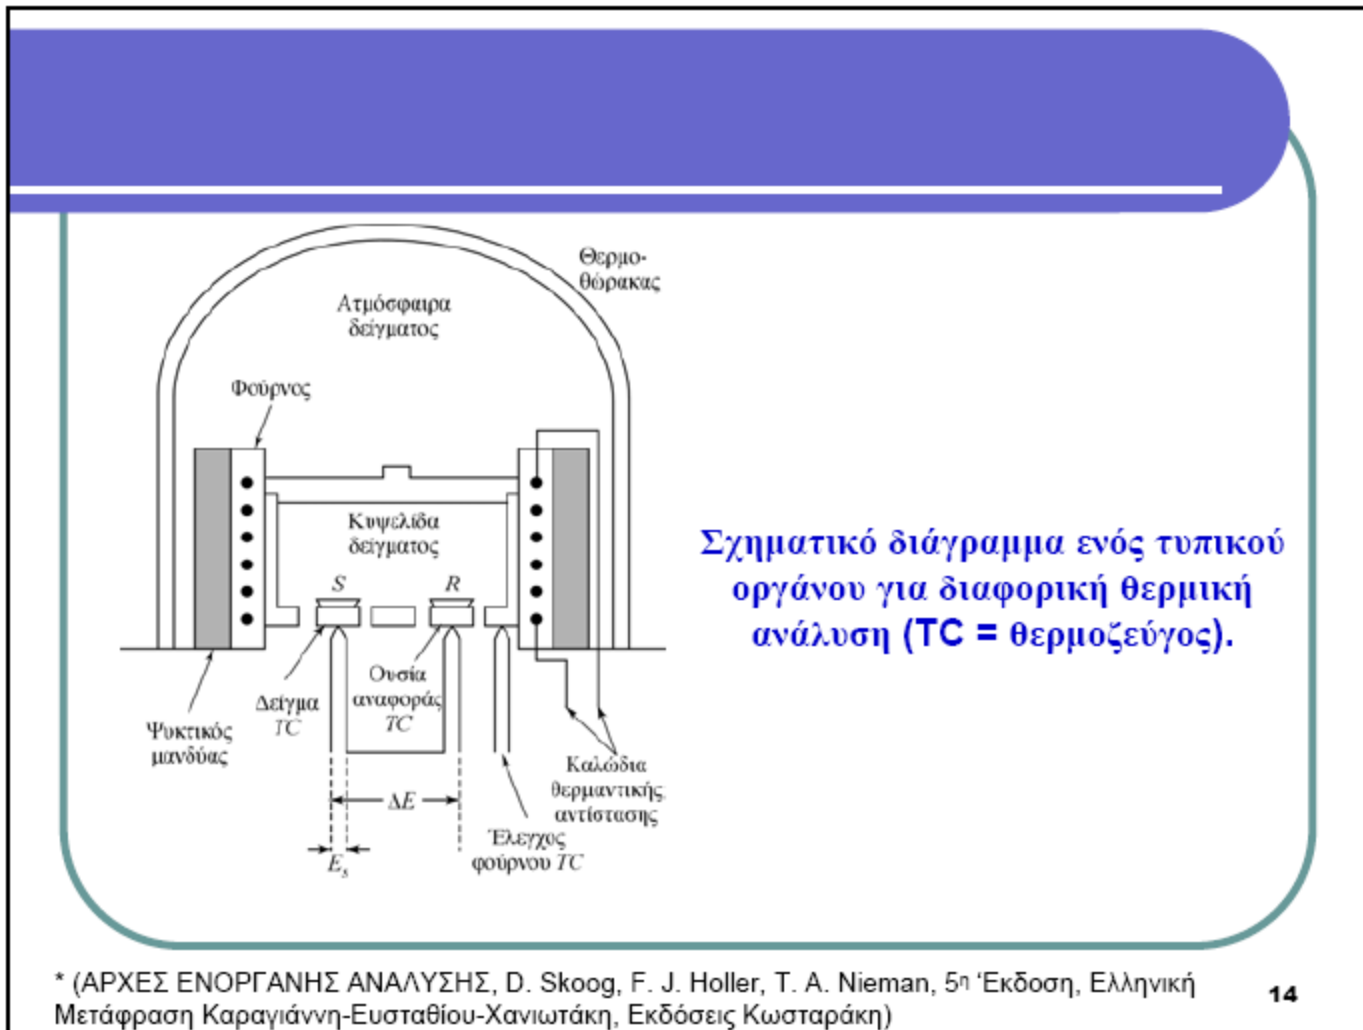 Θερμο-
θώρακας
Ατμόσφαιρα
δείγματος
Φούρνος
Κυψελίδα
δείγματος
S
R
Σχηματικό διάγραμμα ενός τυπικού
οργάνου για διαφορική θερμική
ανάλυση (TC = θερμοζεύγος).
Δείγμα
TC
Ουσία
αναφοράς
TC
Ψυκτικός
μανδύας
Καλώδια
θερμαντικής
αντίστασης
ΔE
Es
Έλεγχος
φούρνου TC
* (ΑΡΧΕΣ ΕΝΟΡΓΑΝΗΣ ΑΝΑΛΥΣΗΣ, D. Skoog, F. J. Holler, T. A. Nieman, 5η ‘Εκδοση, Ελληνική
Μετάφραση Καραγιάννη-Ευσταθίου-Χανιωτάκη, Εκδόσεις Κωσταράκη)
14